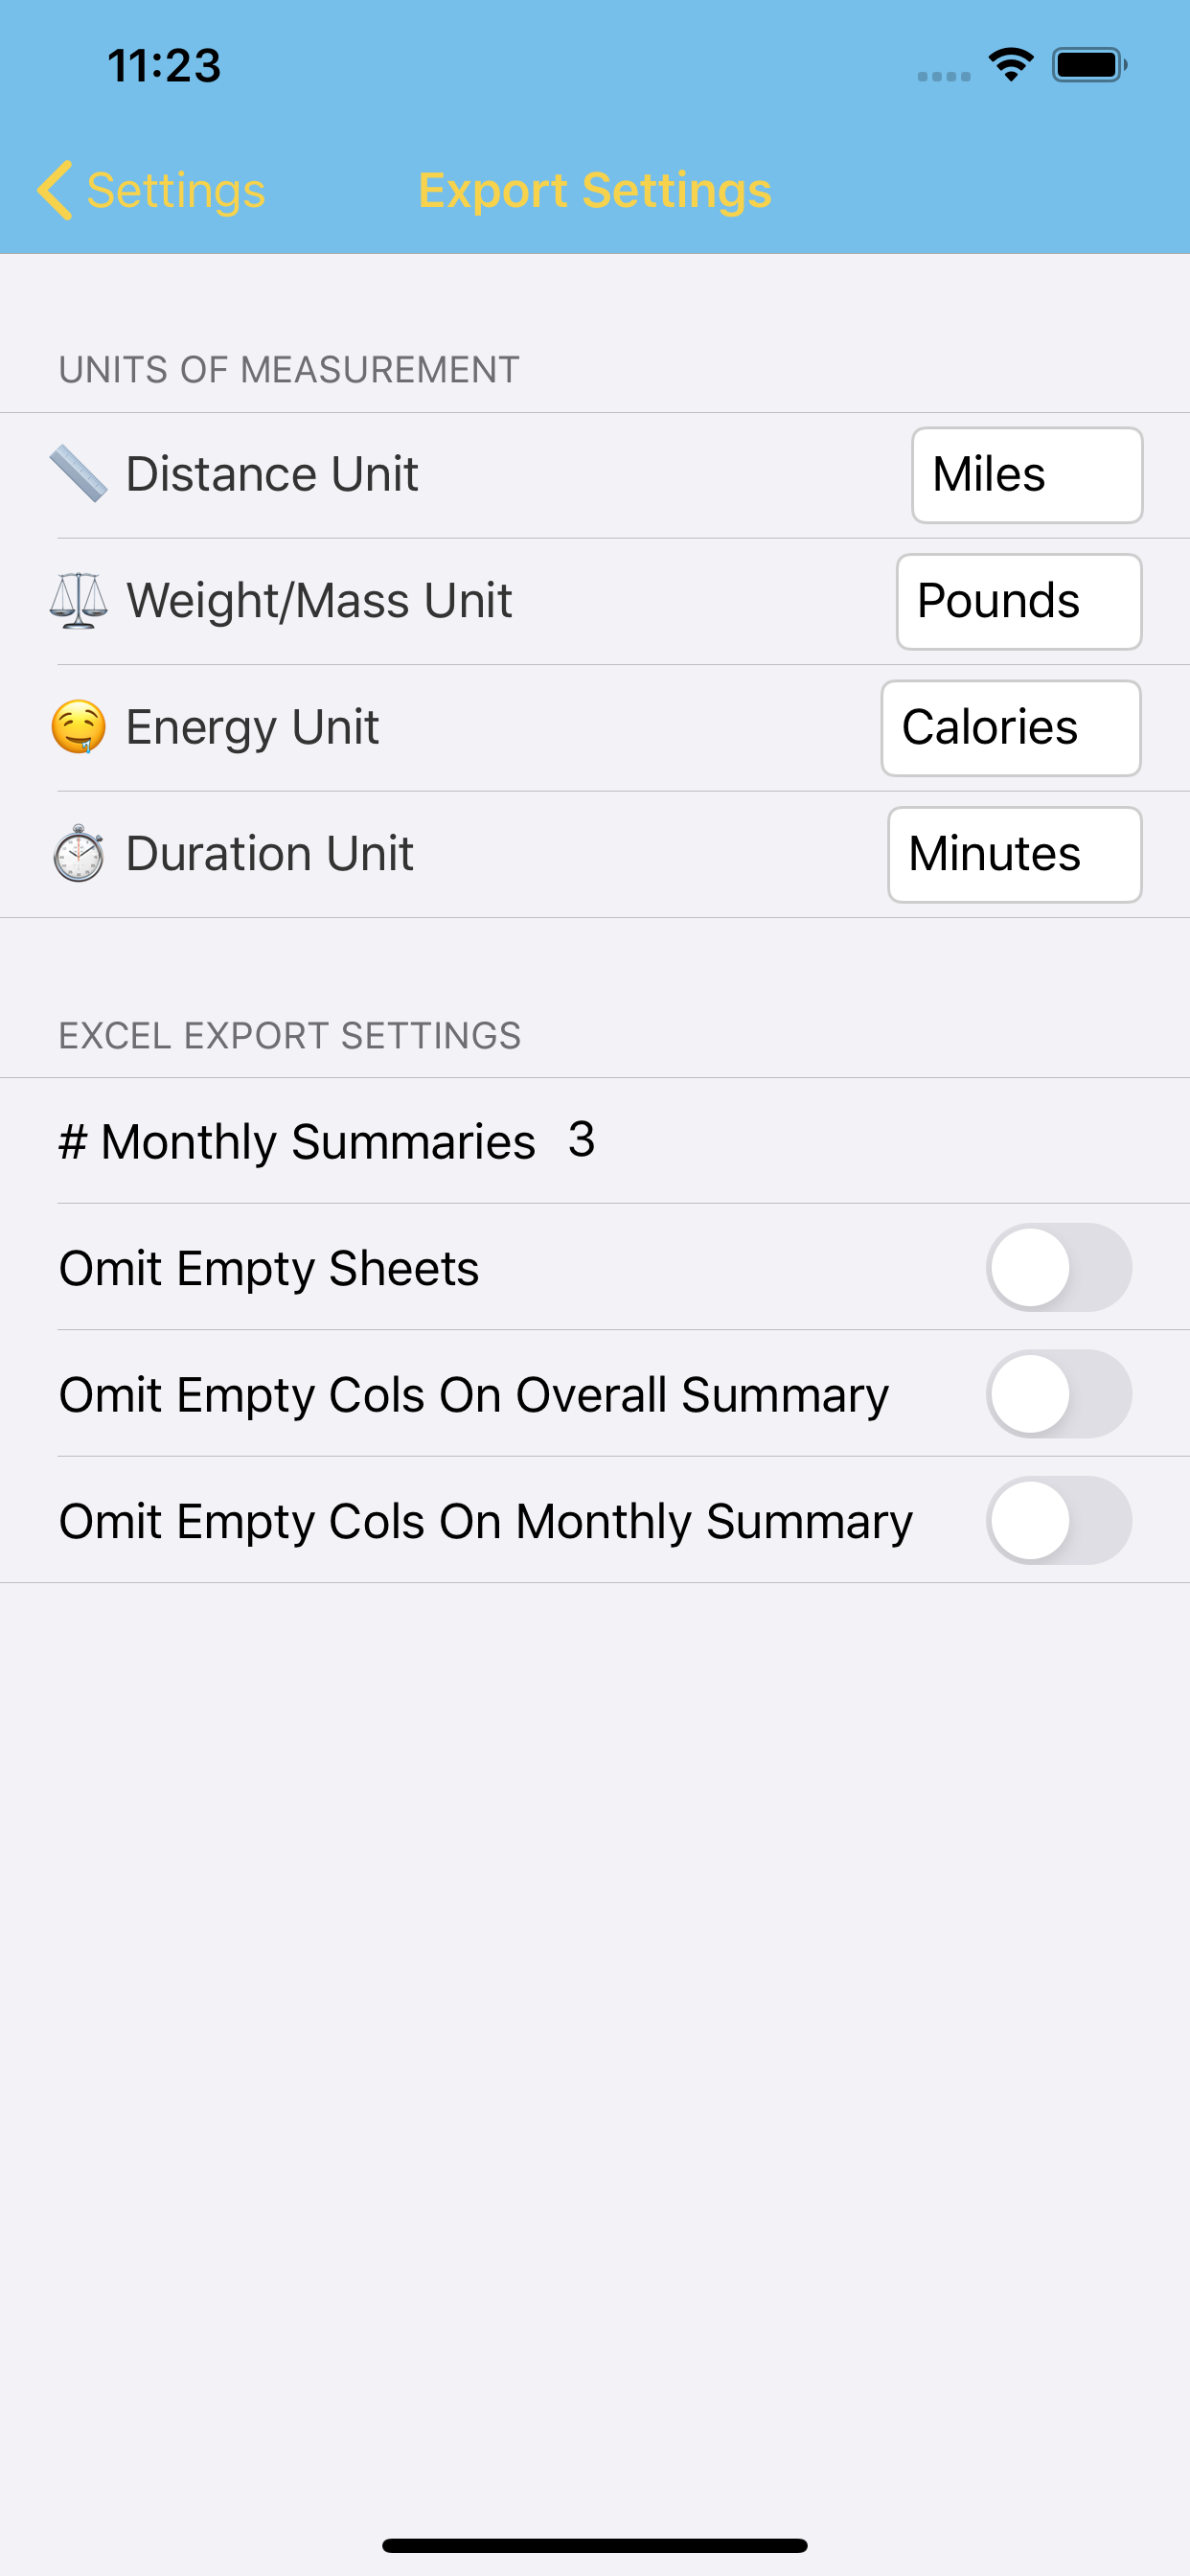 11:23
Settings
Export Settings
UNITS OF MEASUREMENT
Distance Unit Miles
Weight/Mass Unit Pounds
Energy Unit Calories
Duration Unit Minutes
EXCEL EXPORT SETTINGS
# Monthly Summaries 3
Omit Empty Sheets
Omit Empty Cols On Overall Summary
Omit Empty Cols On Monthly Summary